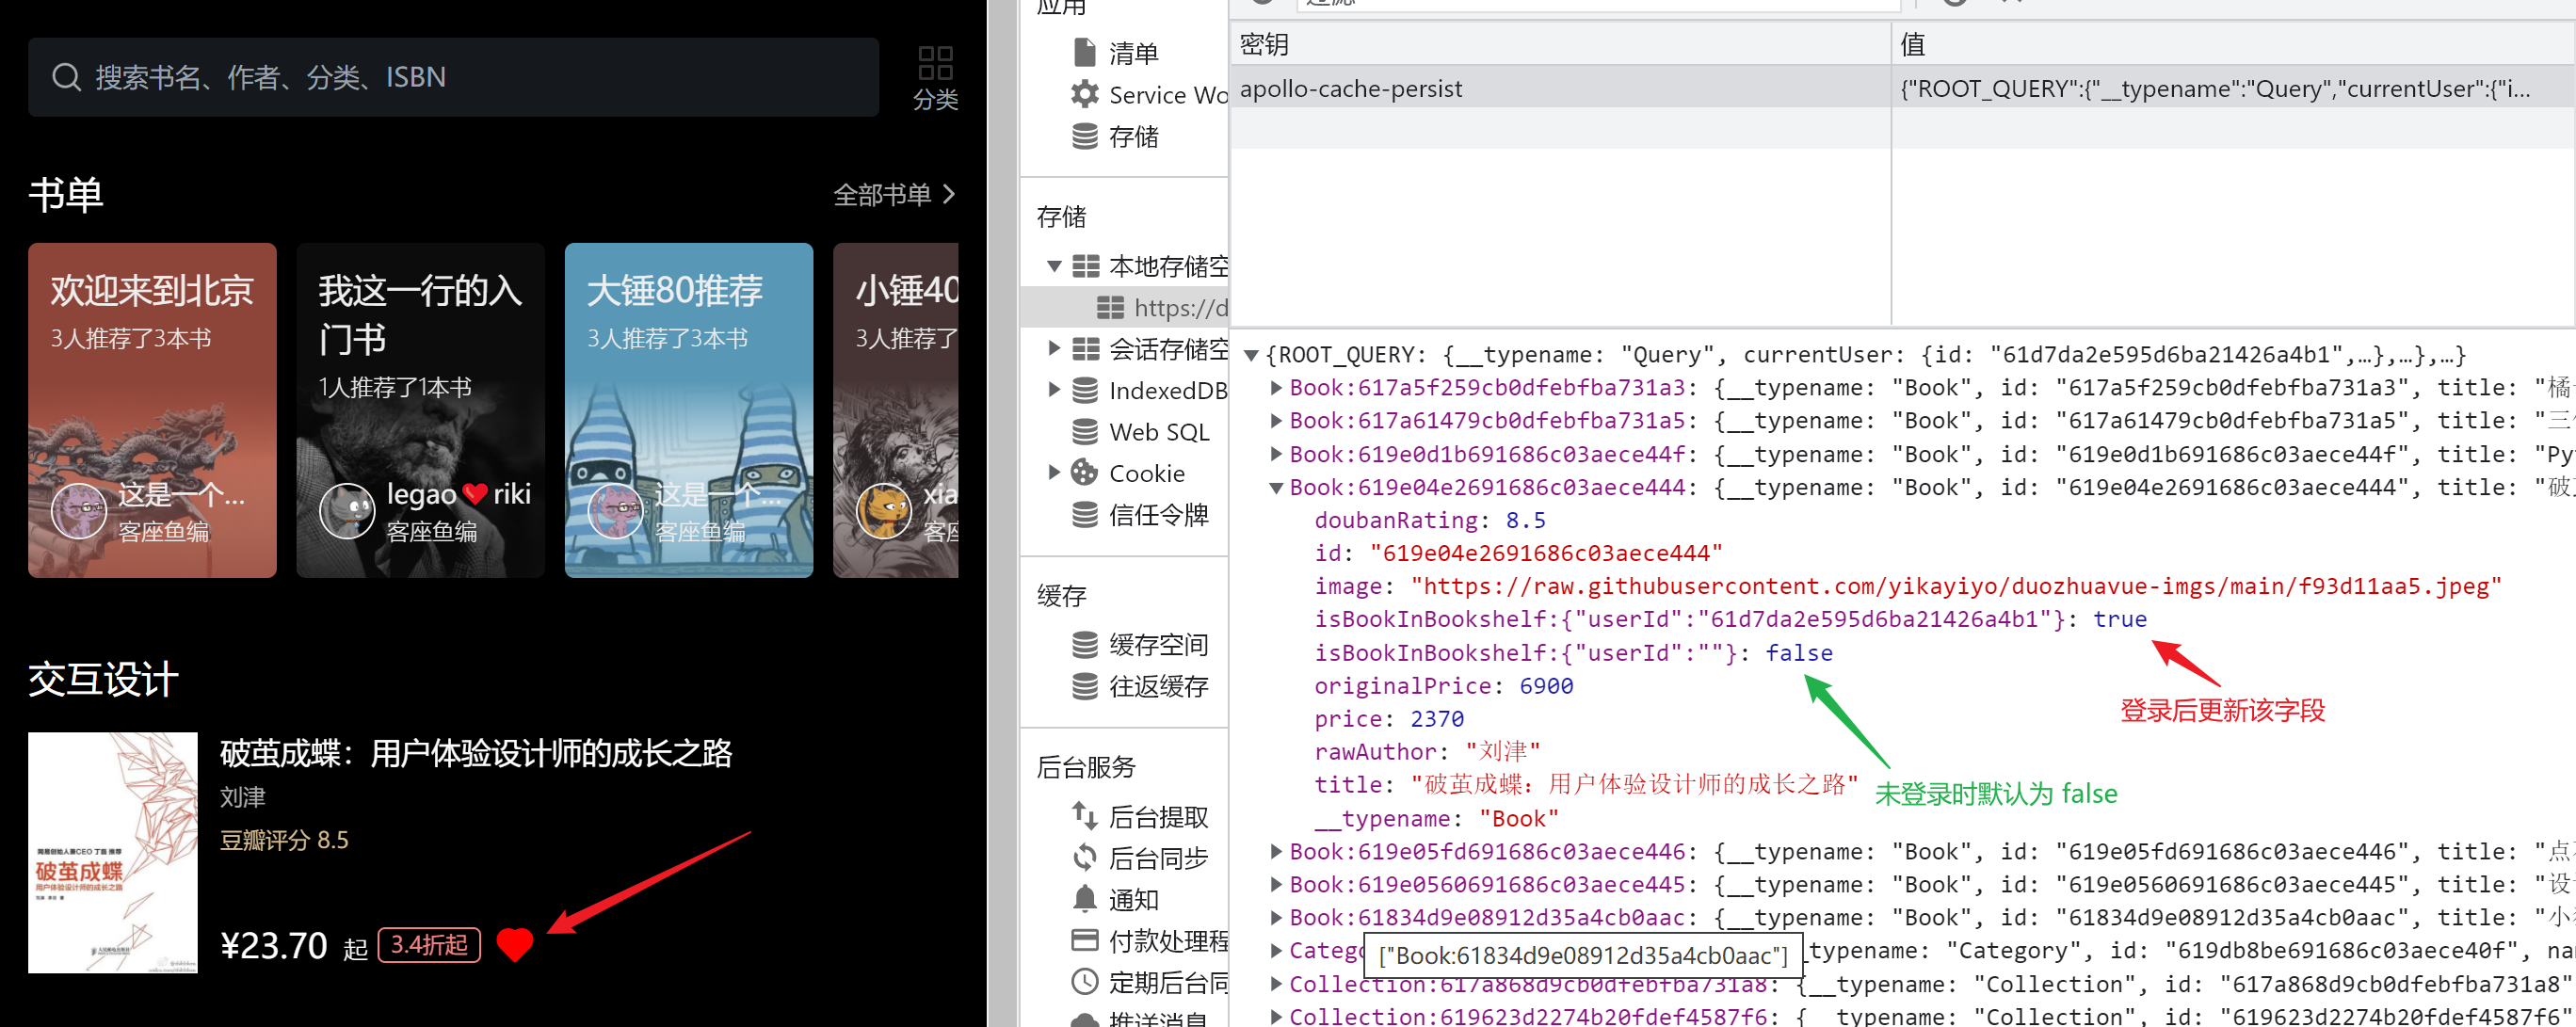 搜索书名、作者、分类、ISBN
分类
书单
全部书单
欢迎来到北京
3人推荐了3本书
这是一个...
客座鱼编
我这一行的入
门书
1人推荐了1本书
legao❤riki
客座鱼编
大锤80推荐
3人推荐了3本书
这是一个...
客座鱼编
小锤40
3人推荐了
xia
客座
交互设计
破茧成蝶
用户体验设计师的成长之路
破茧成蝶：用户体验设计师的成长之路
刘津
豆瓣评分 8.5
¥23.70 起 3.4折起
应用
清单
Service Wo
存储
存储
本地存储空
https://d
会话存储空
IndexedDB
Web SQL
Cookie
信任令牌
缓存
缓存空间
往返缓存
后台服务
后台提取
后台同步
通知
付款处理程
定期后台同
推送消息
过滤
密钥 值
apollo-cache-persist {"ROOT_QUERY":{"__typename":"Query","currentUser":{"i...
{ROOT_QUERY: {__typename: "Query", currentUser: {id: "61d7da2e595d6ba21426a4b1",…},…},…}
Book:617a5f259cb0dfebfba731a3: {__typename: "Book", id: "617a5f259cb0dfebfba731a3", title: "橘
Book:617a61479cb0dfebfba731a5: {__typename: "Book", id: "617a61479cb0dfebfba731a5", title: "三
Book:619e0d1b691686c03aece44f: {__typename: "Book", id: "619e0d1b691686c03aece44f", title: "Py
Book:619e04e2691686c03aece444: {__typename: "Book", id: "619e04e2691686c03aece444", title: "破
doubanRating: 8.5
id: "619e04e2691686c03aece444"
image: "https://raw.githubusercontent.com/yikayiyo/duozhuavue-imgs/main/f93d11aa5.jpeg"
isBookInBookshelf:{"userId":"61d7da2e595d6ba21426a4b1"}: true
isBookInBookshelf:{"userId":""}: false
originalPrice: 6900
登录后更新该字段
price: 2370
rawAuthor: "刘津"
title: "破茧成蝶：用户体验设计师的成长之路"
未登录时默认为 false
__typename: "Book"
Book:619e05fd691686c03aece446: {__typename: "Book", id: "619e05fd691686c03aece446", title: "点
Book:619e0560691686c03aece445: {__typename: "Book", id: "619e0560691686c03aece445", title: "设
Book:61834d9e08912d35a4cb0aac: {__typename: "Book", id: "61834d9e08912d35a4cb0aac", title: "小
Catego
["Book:61834d9e08912d35a4cb0aac"]
_typename: "Category", id: "619db8be691686c03aece40f", na
Collection:617a868d9cb0dfebfba731a8: {__typename: "Collection", id: "617a868d9cb0dfebfba731a8"
Collection:619623d2274b20fdef4587f6: {__typename: "Collection", id: "619623d2274b20fdef4587f6"